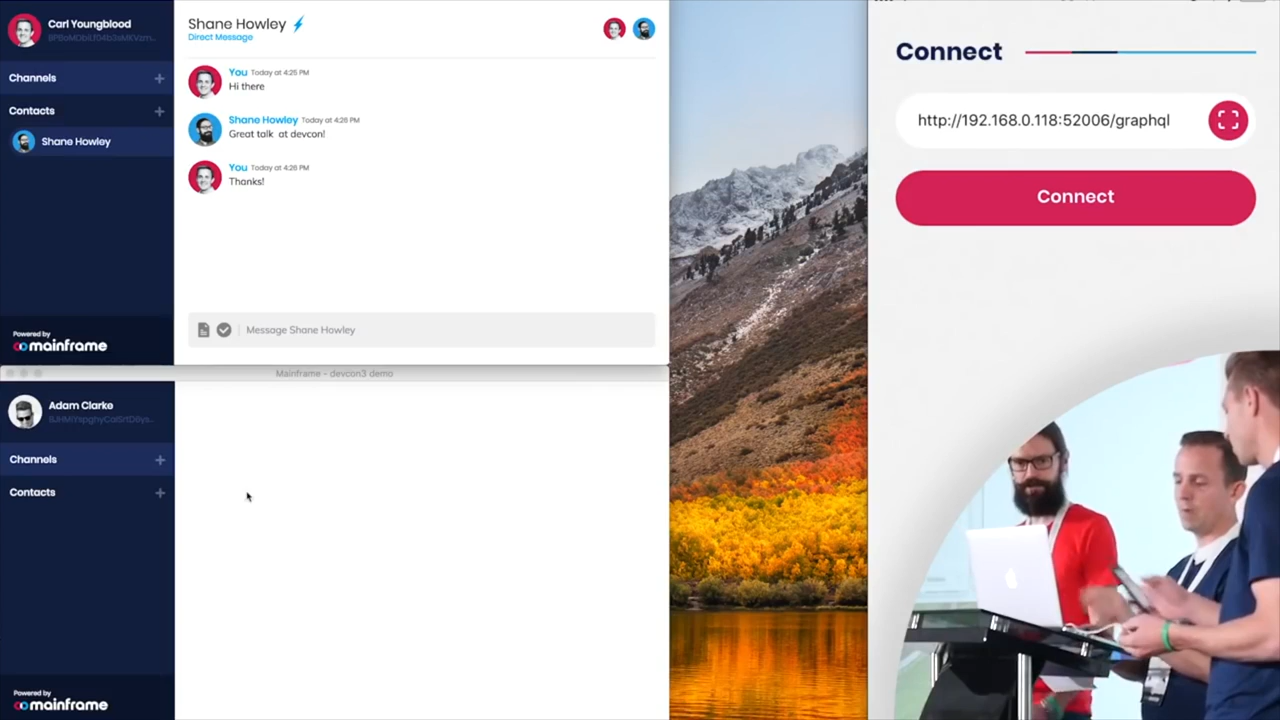 Carl Youngblood
Channels
Contacts
Shane Howley
Powered by
mainframe
Shane Howley
Direct Message
You Today at 4:25 PM
Hi there
Shane Howley Today at 4:26 PM
Great talk at devcon!
You Today at 4:26 PM
Thanks!
Message Shane Howley
Mainframe - devcon3 demo
Adam Clarke
Channels
Contacts
Powered by
mainframe
Connect
http://192.168.0.118:52006/graphql
Connect